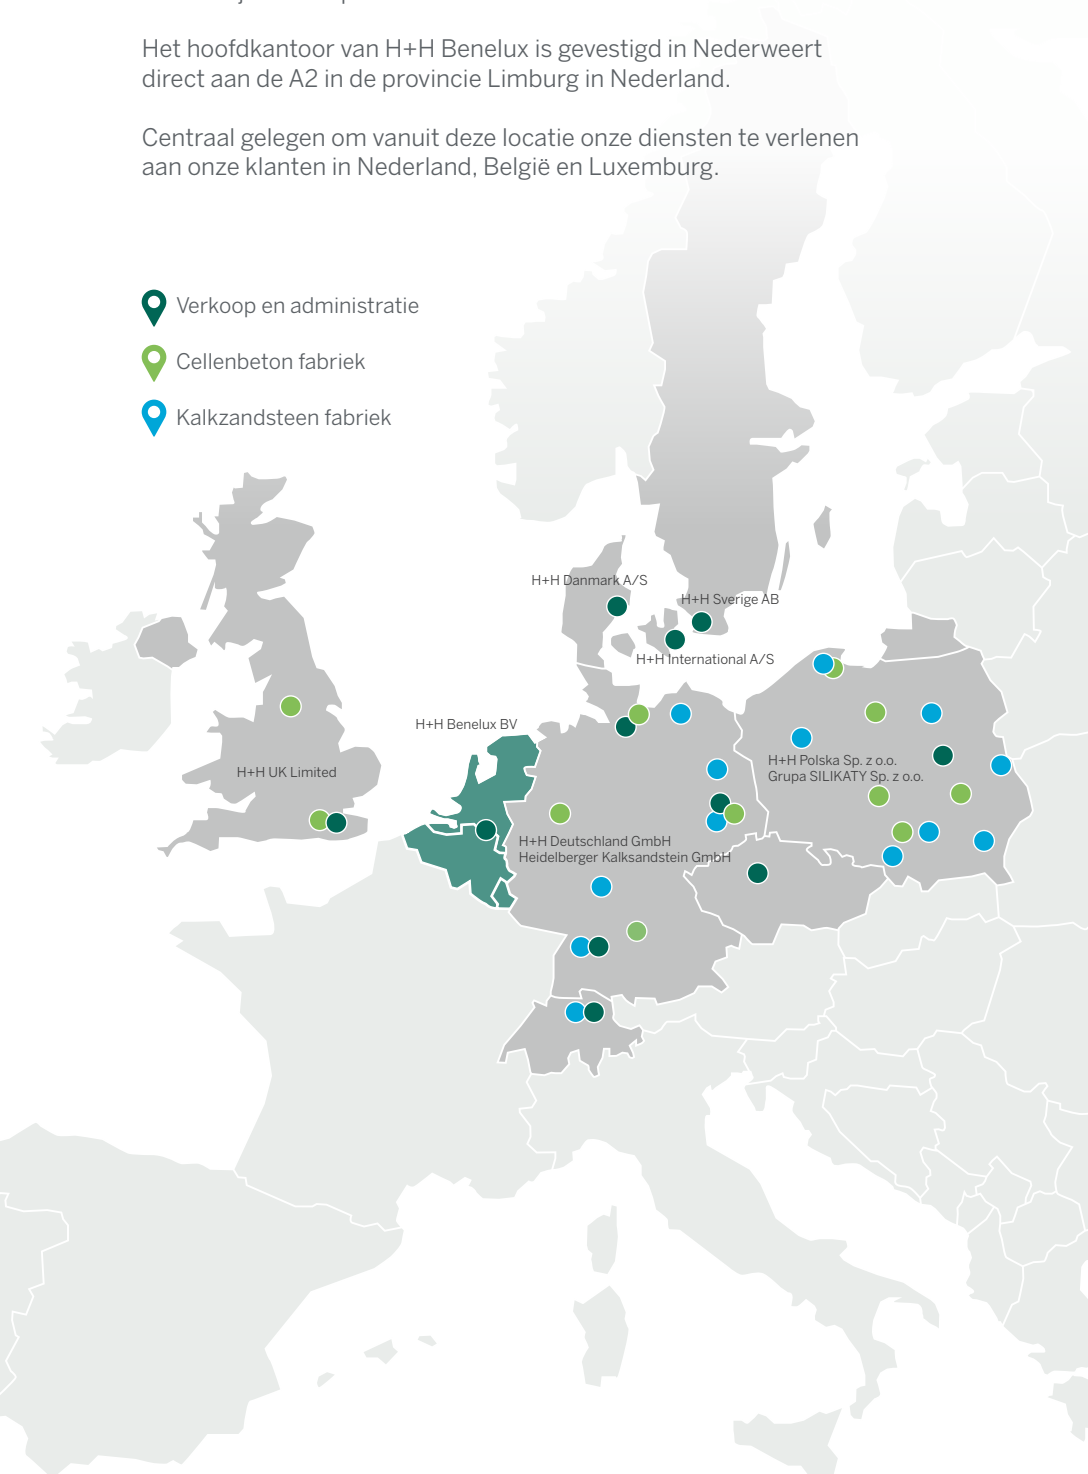 Het hoofdkantoor van H+H Benelux is gevestigd in Nederweert
direct aan de A2 in de provincie Limburg in Nederland.
Centraal gelegen om vanuit deze locatie onze diensten te verlenen
aan onze klanten in Nederland, België en Luxemburg.
Verkoop en administratie
Cellenbeton fabriek
Kalkzandsteen fabriek
H+H Danmark A/S
H+H Sverige AB
H+H International A/S
H+H Benelux BV
H+H UK Limited
H+H Polska Sp. z o.o.
Grupa SILIKATY Sp. z o.o.
H+H Deutschland GmbH
Heidelberger Kalksandstein GmbH